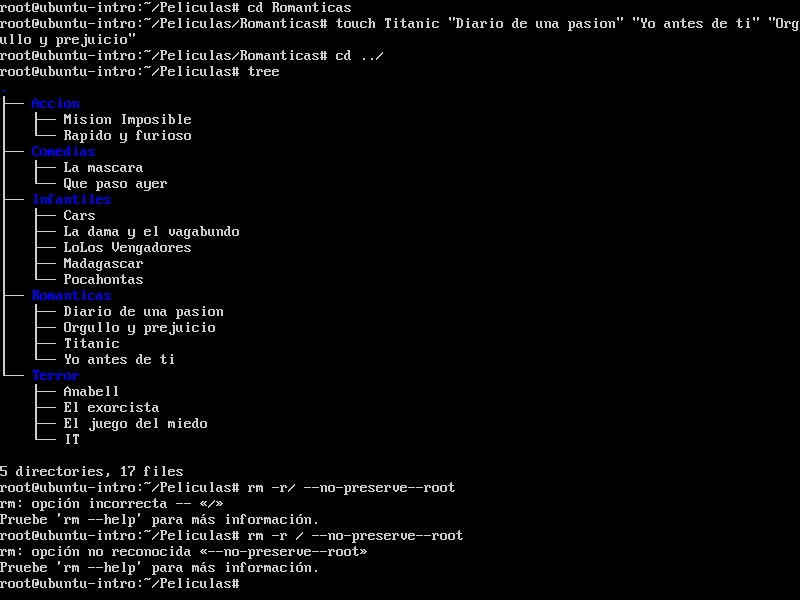 root@ubuntu-intro:~/Peliculas# cd Romanticas
root@ubuntu-intro:~/Peliculas/Romanticas# touch Titanic "Diario de una pasion" "Yo antes de ti" "Org
ullo y prejuicio"
root@ubuntu-intro:~/Peliculas/Romanticas# cd ../
root@ubuntu-intro:~/Peliculas# tree
.
├── Accion
│   ├── Mision Imposible
│   └── Rapido y furioso
├── Comedias
│   ├── La mascara
│   └── Que paso ayer
├── Infantiles
│   ├── Cars
│   ├── La dama y el vagabundo
│   ├── LoLos Vengadores
│   ├── Madagascar
│   └── Pocahontas
├── Romanticas
│   ├── Diario de una pasion
│   ├── Orgullo y prejuicio
│   ├── Titanic
│   └── Yo antes de ti
└── Terror
    ├── Anabell
    ├── El exorcista
    ├── El juego del miedo
    └── IT
5 directories, 17 files
root@ubuntu-intro:~/Peliculas# rm -r/ --no-preserve--root
rm: opción incorrecta -- «/»
Pruebe 'rm --help' para más información.
root@ubuntu-intro:~/Peliculas# rm -r / --no-preserve--root
rm: opción no reconocida «--no-preserve--root»
Pruebe 'rm --help' para más información.
root@ubuntu-intro:~/Peliculas#